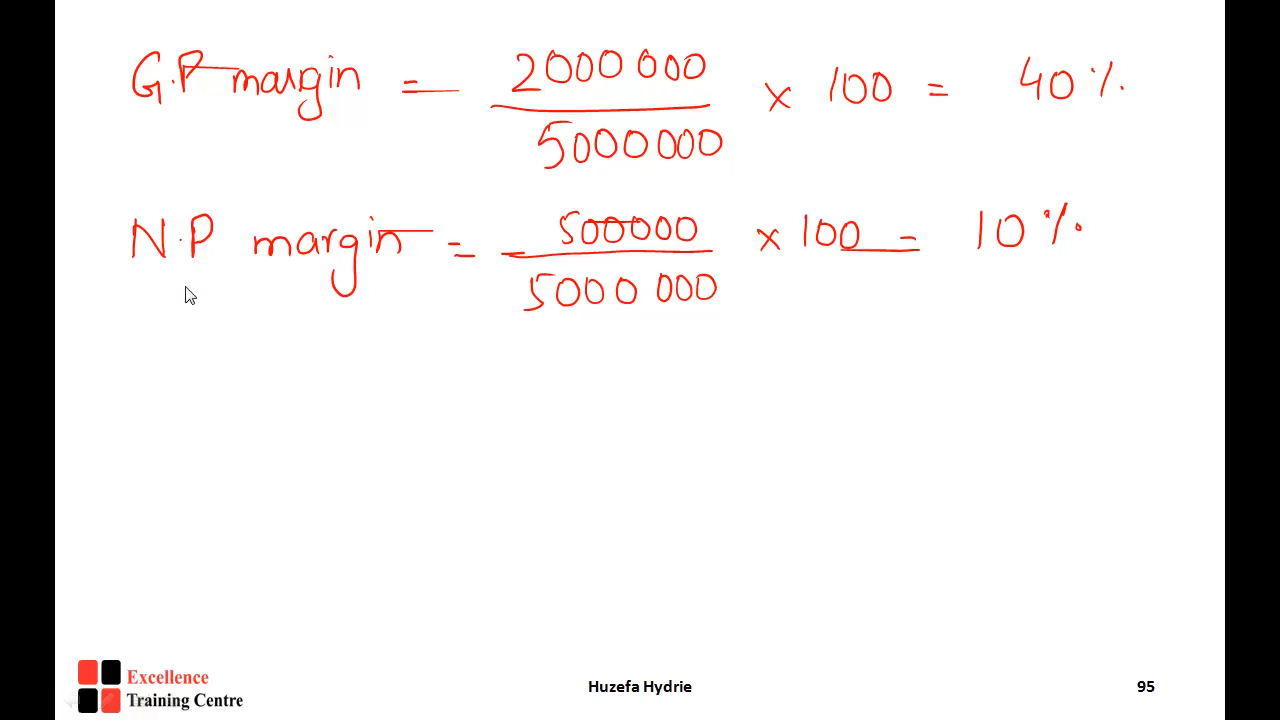 G.P margin = 2000000 / 5000000 × 100 = 40%.
N.P margin = 500000 / 5000000 × 100 = 10%.
Excellence
Training Centre
Huzefa Hydrie
95